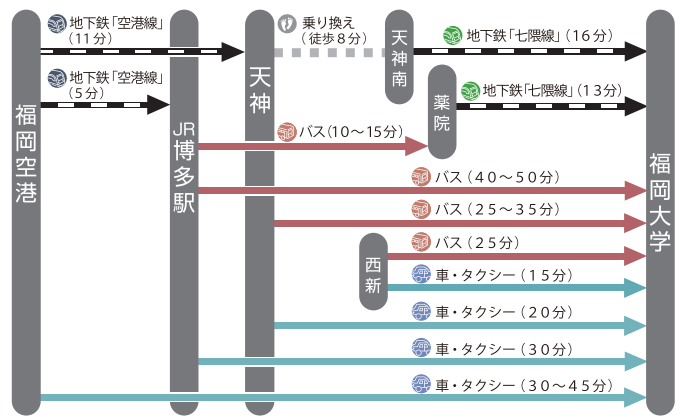 地下鉄「空港線」
(11分)
乗り換え
(徒歩8分)
地下鉄「七隈線」(16分)
地下鉄「空港線」
(5分)
地下鉄「七隈線」(13分)
福岡空港
JR
博多駅
天神
天神南
薬院
西新
福岡大学
バス(10〜15分)
バス(40〜50分)
バス(25〜35分)
バス(25分)
車・タクシー(15分)
車・タクシー(20分)
車・タクシー(30分)
車・タクシー(30〜45分)